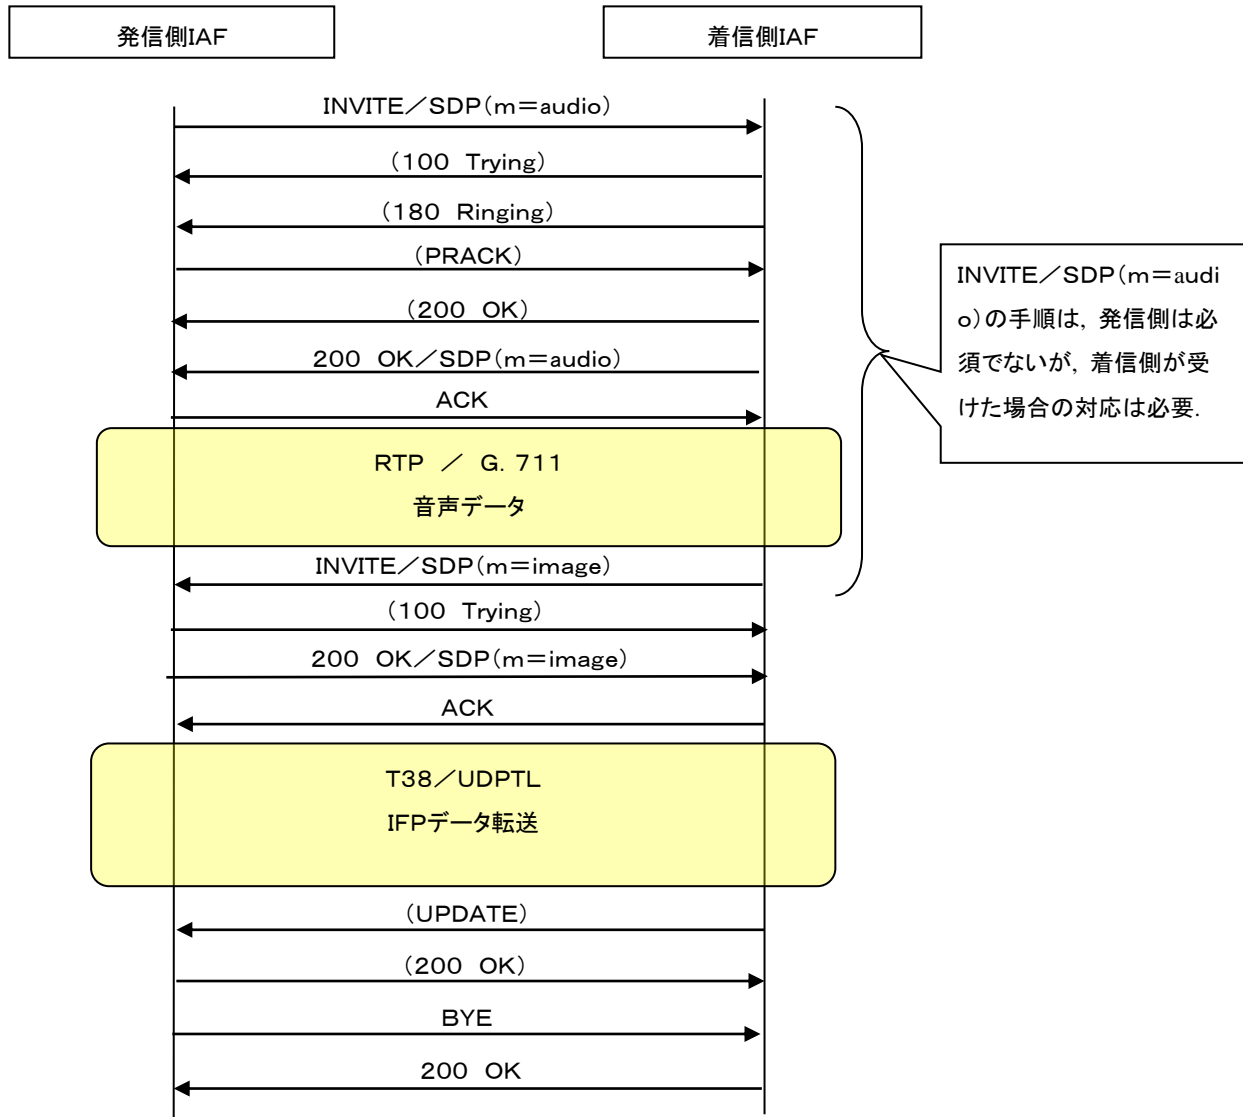 発信側IAF
着信側IAF
INVITE／SDP(m＝audio)
(100 Trying)
(180 Ringing)
(PRACK)
(200 OK)
200 OK／SDP(m＝audio)
ACK
RTP ／ G. 711
音声データ
INVITE／SDP(m＝image)
(100 Trying)
200 OK／SDP(m＝image)
ACK
T38／UDPTL
IFPデータ転送
(UPDATE)
(200 OK)
BYE
200 OK
INVITE／SDP(m＝audi
o)の手順は, 発信側は必
須でないが, 着信側が受
けた場合の対応は必要.